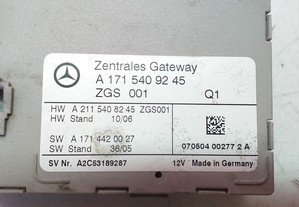 Zentrales Gateway
A 171 540 92 45
ZGS 001 Q1
HW A 211 540 82 45 ZGS001
HW Stand 10/06
SW A 171 442 00 27
SW Stand 36/05
070604 00277 2 A
SV Nr. A2C53189287 12V Made in Germany